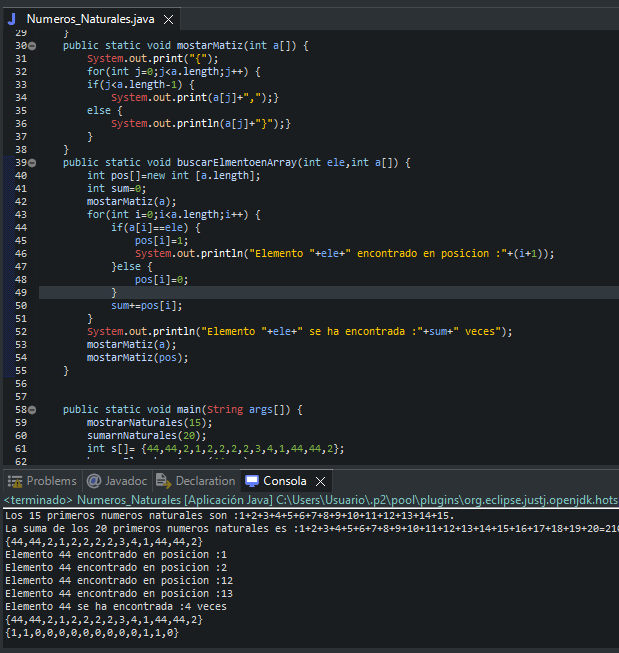 Numeros_Naturales.java
29 }
30 public static void mostarMatiz(int a[]) {
31 System.out.print("{");
32 for(int j=0;j<a.length;j++) {
33 if(j<a.length-1) {
34 System.out.print(a[j]+",");}
35 else {
36 System.out.println(a[j]+"}");}
37 }
38 }
39 public static void buscarElmentoenArray(int ele,int a[]) {
40 int pos[]=new int [a.length];
41 int sum=0;
42 mostarMatiz(a);
43 for(int i=0;i<a.length;i++) {
44 if(a[i]==ele) {
45 pos[i]=1;
46 System.out.println("Elemento "+ele+" encontrado en posicion :"+(i+1));
47 }else {
48 pos[i]=0;
49 }
50 sum+=pos[i];
51 }
52 System.out.println("Elemento "+ele+" se ha encontrada :"+sum+" veces");
53 mostarMatiz(a);
54 mostarMatiz(pos);
55 }
56
57
58 public static void main(String args[]) {
59 mostrarNaturales(15);
60 sumarnNaturales(20);
61 int s[]= {44,44,2,1,2,2,2,2,3,4,1,44,44,2};
62
Problems @ Javadoc Declaration Consola
<terminado> Numeros_Naturales [Aplicación Java] C:\Users\Usuario\.p2\pool\plugins\org.eclipse.justj.openjdk.hots
Los 15 primeros numeros naturales son :1+2+3+4+5+6+7+8+9+10+11+12+13+14+15.
La suma de los 20 primeros numeros naturales es :1+2+3+4+5+6+7+8+9+10+11+12+13+14+15+16+17+18+19+20=210
{44,44,2,1,2,2,2,2,3,4,1,44,44,2}
Elemento 44 encontrado en posicion :1
Elemento 44 encontrado en posicion :2
Elemento 44 encontrado en posicion :12
Elemento 44 encontrado en posicion :13
Elemento 44 se ha encontrada :4 veces
{44,44,2,1,2,2,2,2,3,4,1,44,44,2}
{1,1,0,0,0,0,0,0,0,0,0,1,1,0}